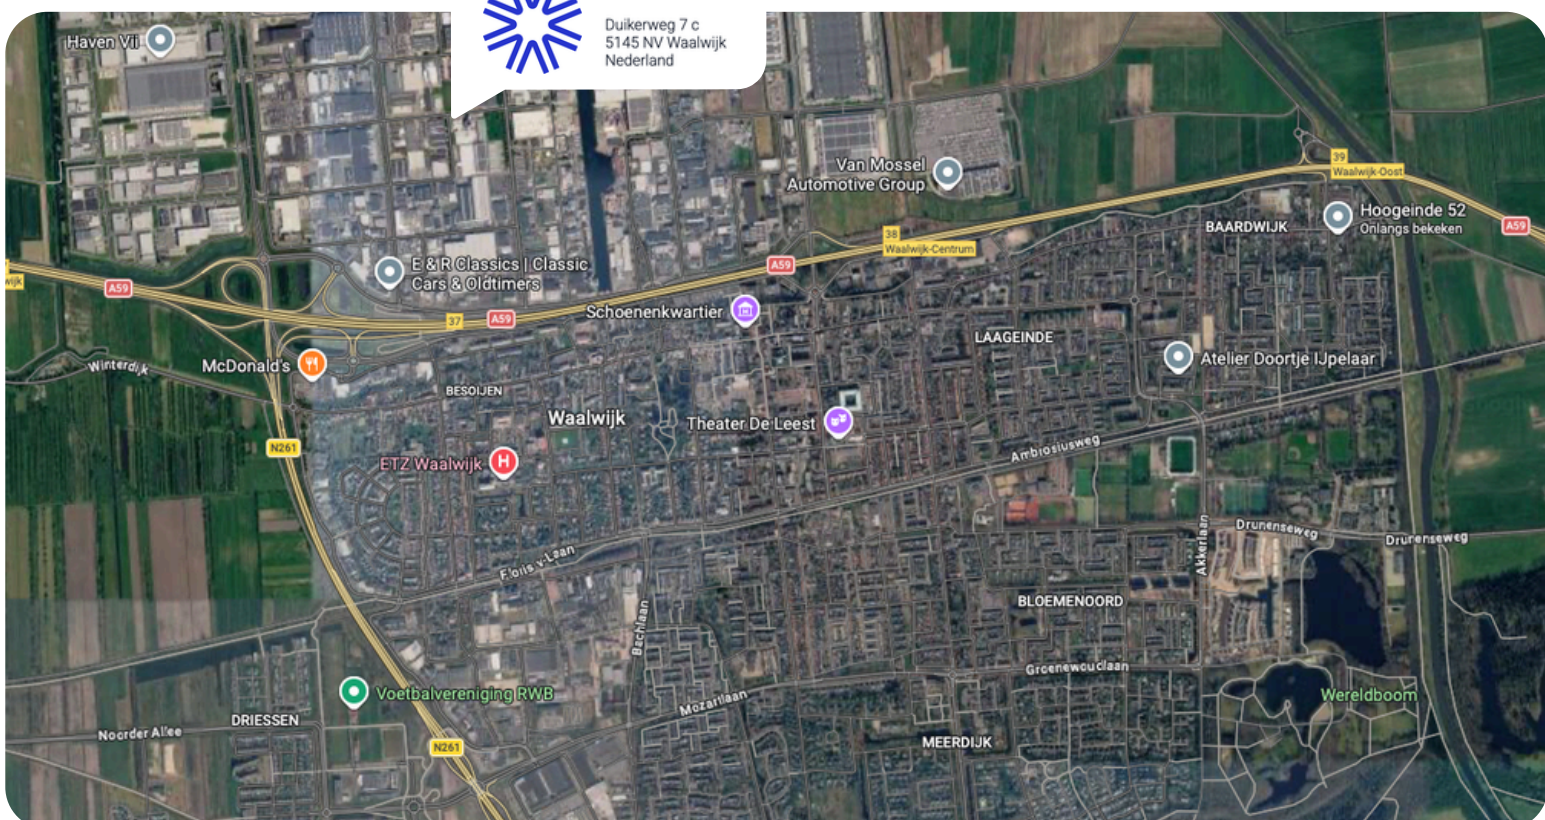 Duikerweg 7 c
5145 NV Waalwijk
Nederland
Haven Vii
Van Mossel
Automotive Group
39
Waalwijk-Oost
BAARDWIJK
Hoogeinde 52
Onlangs bekeken
A59
38
Waalwijk-Centrum
E & R Classics | Classic
Cars & Oldtimers
A59
wijk
A59
Schoenenkwartier
37
A59
LAAGEINDE
McDonald's
Winterdijk
Atelier Doortje IJpelaar
BESOIJEN
Waalwijk
Theater De Leest
N261
Ambrosiusweg
ETZ Waalwijk
H
Drunenseweg
Drunenseweg
Akkerlaan
Floris v-Laan
BLOEMENOORD
Bachlaan
Groenewoudlaan
Voetbalvereniging RWB
Mozartlaan
Wereldboom
DRIESSEN
Noorder Allee
N261
MEERDIJK